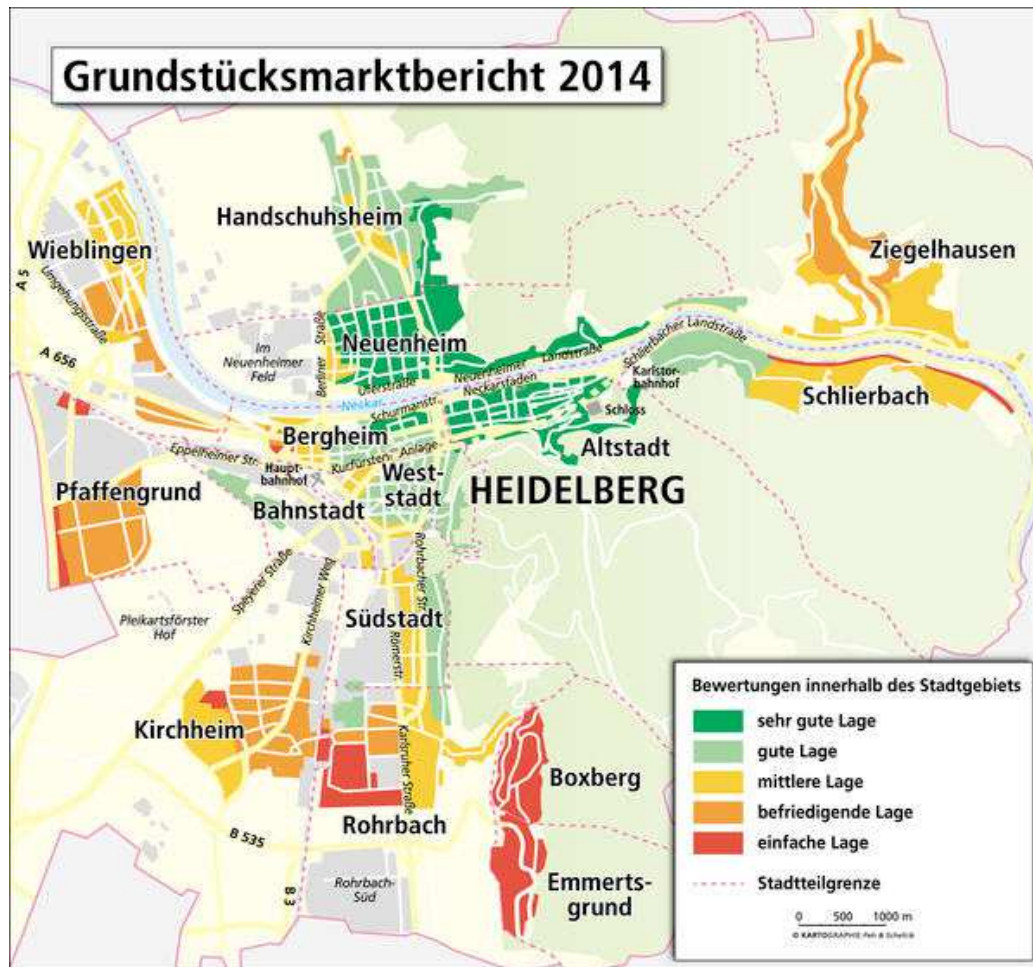 Grundstücksmarktbericht 2014
Handschuhsheim
Wieblingen
Ziegelhausen
A 5
Umgehungsstraße
Berliner Straße
Im
Neuenheimer
Feld
Neuenheim
A 656
Uferstraße
Neuenheimer Landstraße
Schlierbacher Landstraße
Neckar
Neckarstaden
Karlstor-
bahnhof
Schurmanstr.
Schlierbach
Schloss
Bergheim
Altstadt
Eppelheimer Str.
Kurfürsten- Anlage
Haupt-
bahnhof
West-
stadt
Pfaffengrund
HEIDELBERG
Bahnstadt
Speyerer Straße
Kirchheimer Weg
Rohrbacher Str.
Pleikartsförster
Hof
Südstadt
Römerstr.
Kirchheim
Karlsruher Straße
Boxberg
Rohrbach
B 535
B 3
Rohrbach-
Süd
Emmerts-
grund
Bewertungen innerhalb des Stadtgebiets
sehr gute Lage
gute Lage
mittlere Lage
befriedigende Lage
einfache Lage
Stadtteilgrenze
0 500 1000 m
© KARTOGRAPHIE